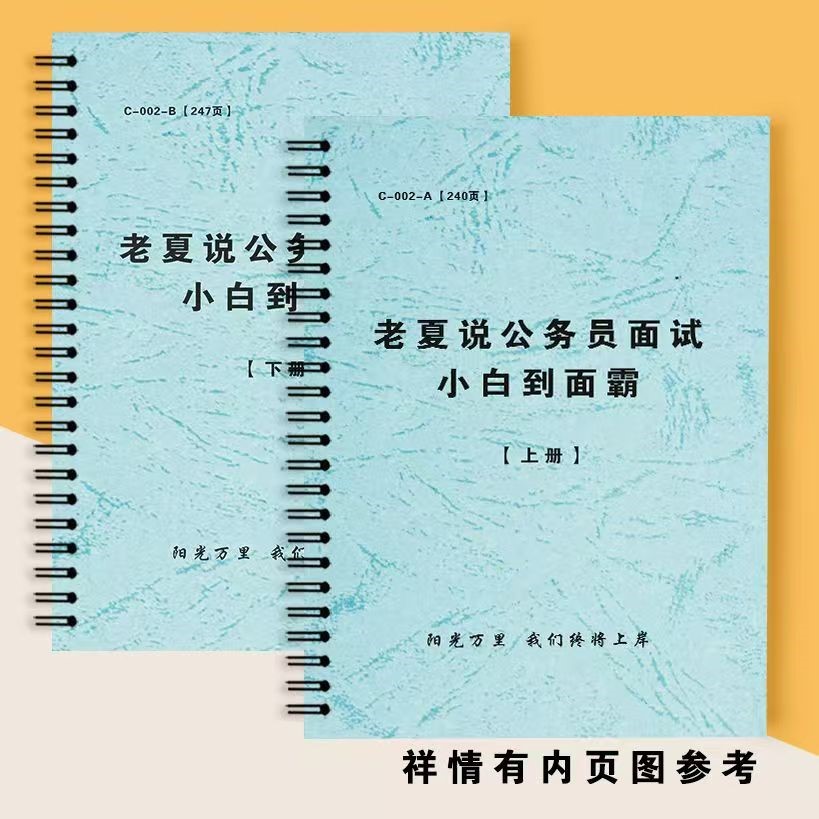 C-002-B【247页】
老夏说公务
小白到
【下册
阳光万里 我们
C-002-A【240页】
老夏说公务员面试
小白到面霸
【上册】
阳光万里 我们终将上岸
祥情有内页图参考